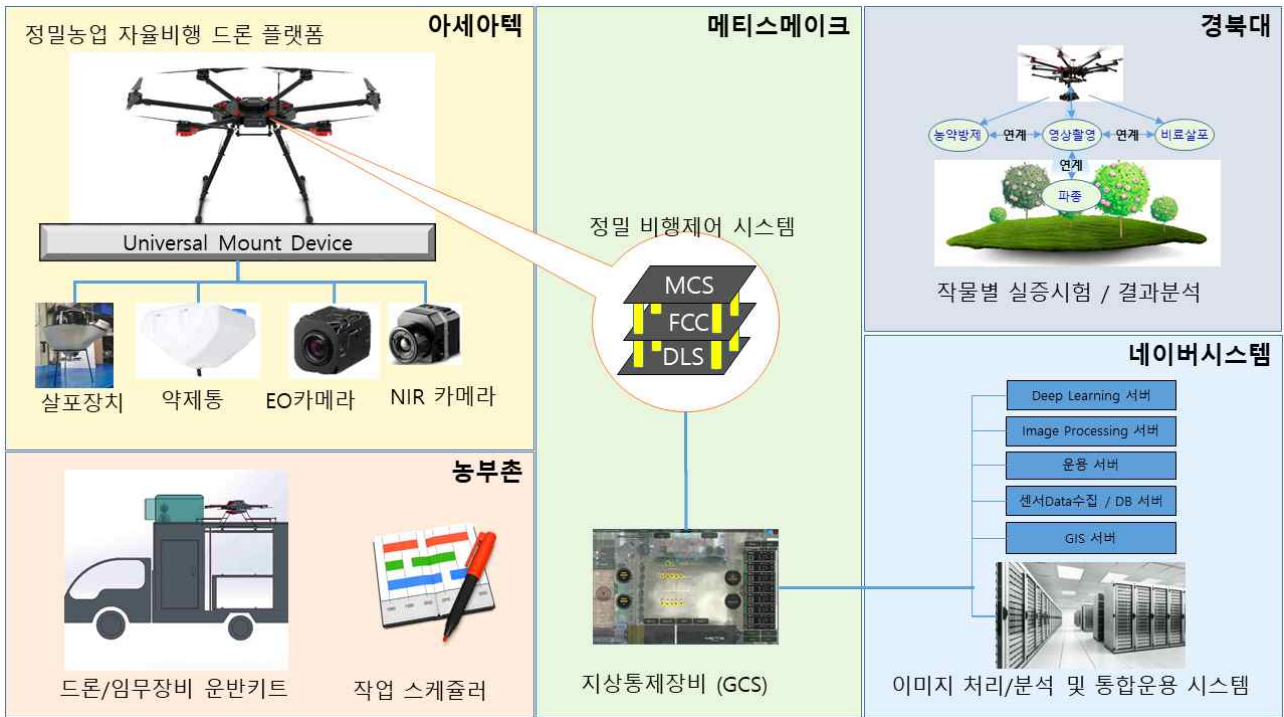 아세아텍
정밀농업 자율비행 드론 플랫폼
Universal Mount Device
살포장치
약제통
EO카메라
NIR 카메라
농부촌
드론/임무장비 운반키트
작업 스케쥴러
메티스메이크
정밀 비행제어 시스템
MCS
FCC
DLS
지상통제장비 (GCS)
경북대
농약방제 연계 영상촬영 연계 비료살포
연계
파종
작물별 실증시험 / 결과분석
네이버시스템
Deep Learning 서버
Image Processing 서버
운용 서버
센서Data수집 / DB 서버
GIS 서버
이미지 처리/분석 및 통합운용 시스템